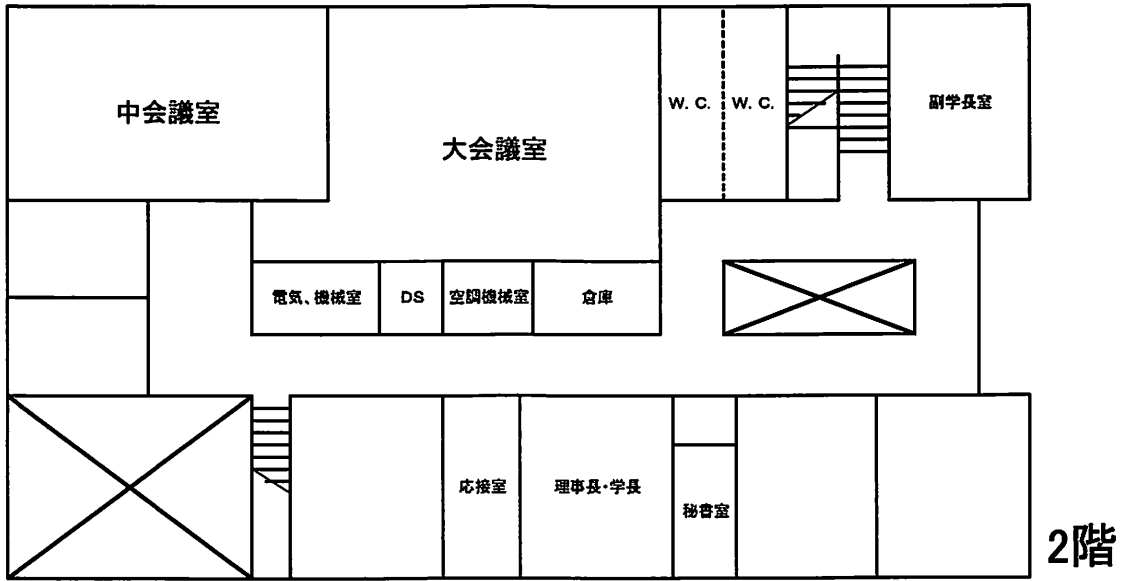 中会議室
大会議室
W. C.
W. C.
副学長室
電気、機械室
DS
空調機械室
倉庫
応接室
理事長・学長
秘書室
2階